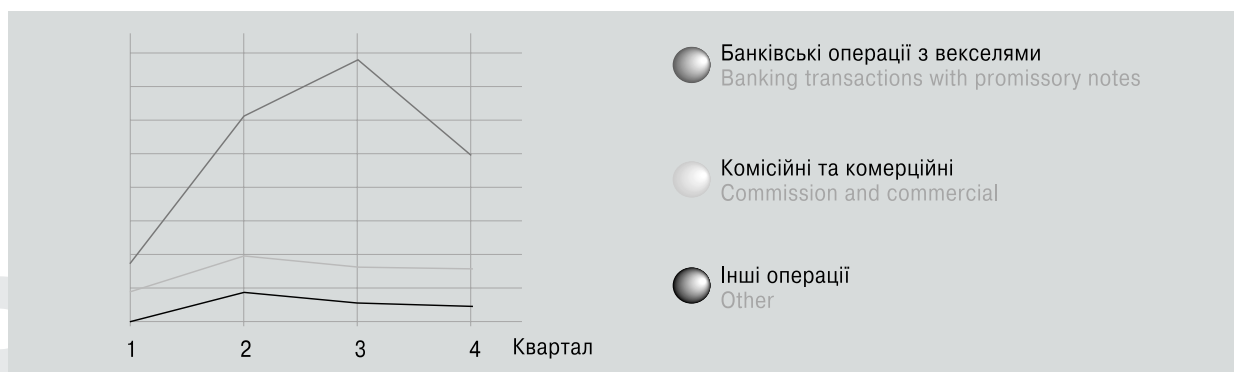 Банківські операції з векселями
Banking transactions with promissory notes
Комісійні та комерційні
Commission and commercial
Інші операції
Other
1 2 3 4 Квартал